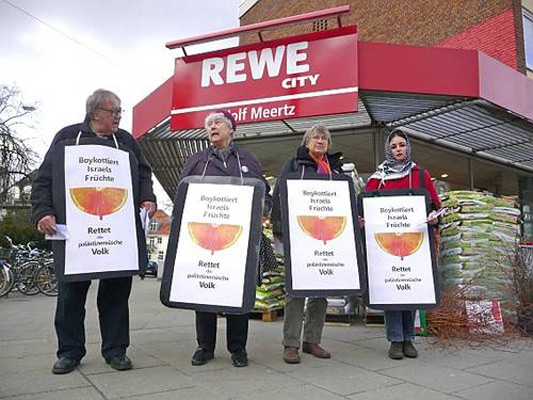 REWE
CITY
Rolf Meertz
Boykottiert
Israels
Früchte
Rettet
das
palästinensische
Volk
Boykottiert
Israels
Früchte
Rettet
das
palästinensische
Volk
Boykottiert
Israels
Früchte
Rettet
das
palästinensische
Volk
Boykottiert
Israels
Früchte
Rettet
das
palästinensische
Volk